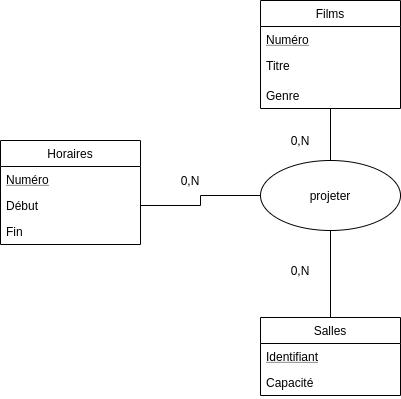 Films
Numéro
Titre
Genre
0,N
Horaires
Numéro
Début
Fin
0,N
projeter
0,N
Salles
Identifiant
Capacité